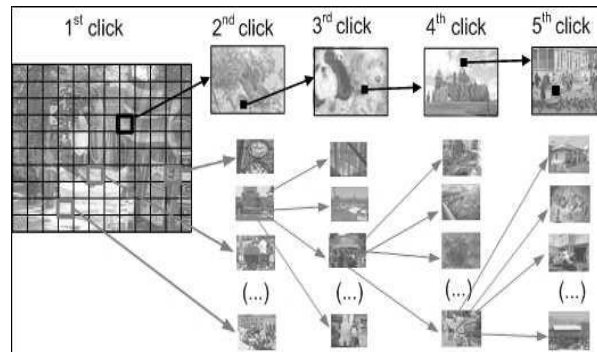 1st click
2nd click
3rd click
4th click
5th click
(...)
(...)
(...)
(...)